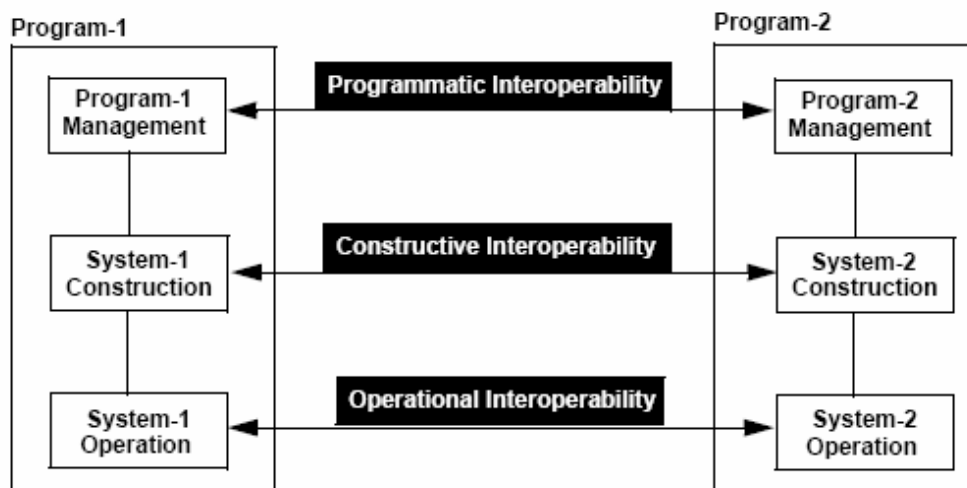 Program-1
Program-2
Programmatic Interoperability
Program-1
Management
Program-2
Management
Constructive Interoperability
System-1
Construction
System-2
Construction
Operational Interoperability
System-1
Operation
System-2
Operation